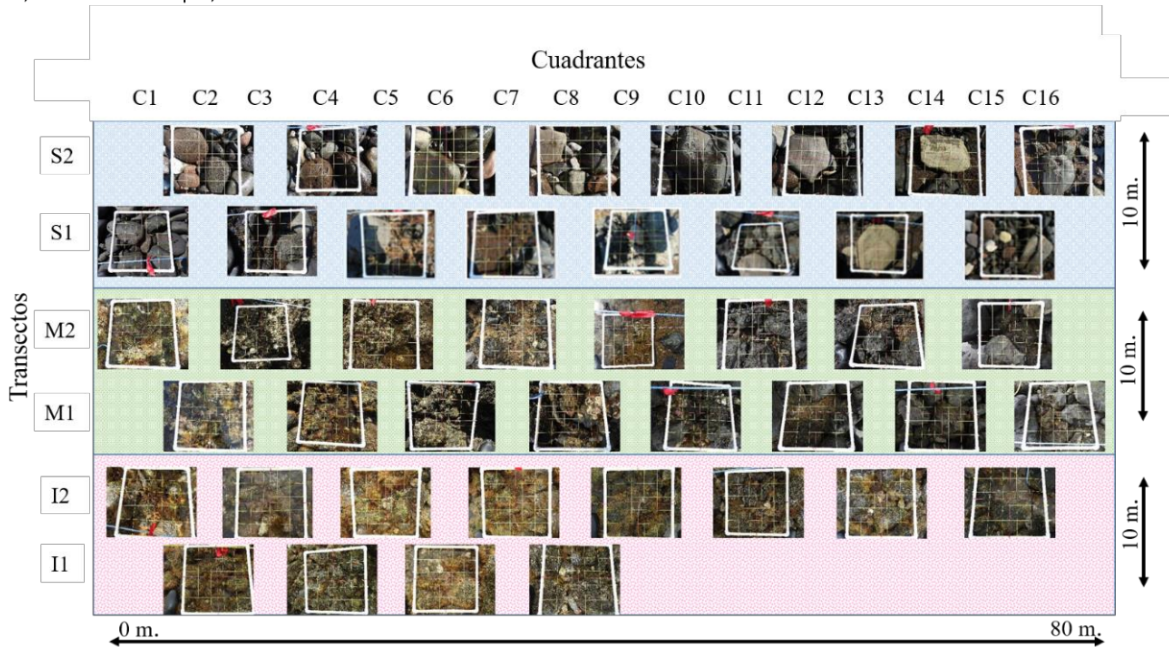 Cuadrantes
C1 C2 C3 C4 C5 C6 C7 C8 C9 C10 C11 C12 C13 C14 C15 C16
Transectos
S2
S1
M2
M1
I2
I1
10 m.
10 m.
10 m.
0 m.
80 m.